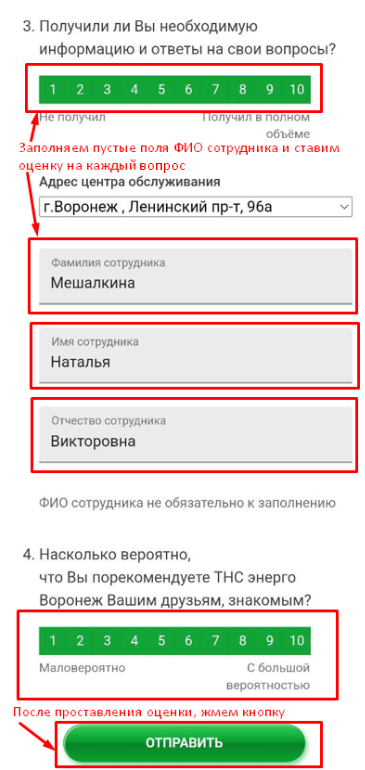 3. Получили ли Вы необходимую
информацию и ответы на свои вопросы?
1 2 3 4 5 6 7 8 9 10
Не получил Получил в полном
объёме
Заполняем пустые поля ФИО сотрудника и ставим
оценку на каждый вопрос
Адрес центра обслуживания
г.Воронеж , Ленинский пр-т, 96а
Фамилия сотрудника
Мешалкина
Имя сотрудника
Наталья
Отчество сотрудника
Викторовна
ФИО сотрудника не обязательно к заполнению
4. Насколько вероятно,
что Вы порекомендуете ТНС энерго
Воронеж Вашим друзьям, знакомым?
1 2 3 4 5 6 7 8 9 10
Маловероятно С большой
вероятностью
После проставления оценки, жмем кнопку
ОТПРАВИТЬ